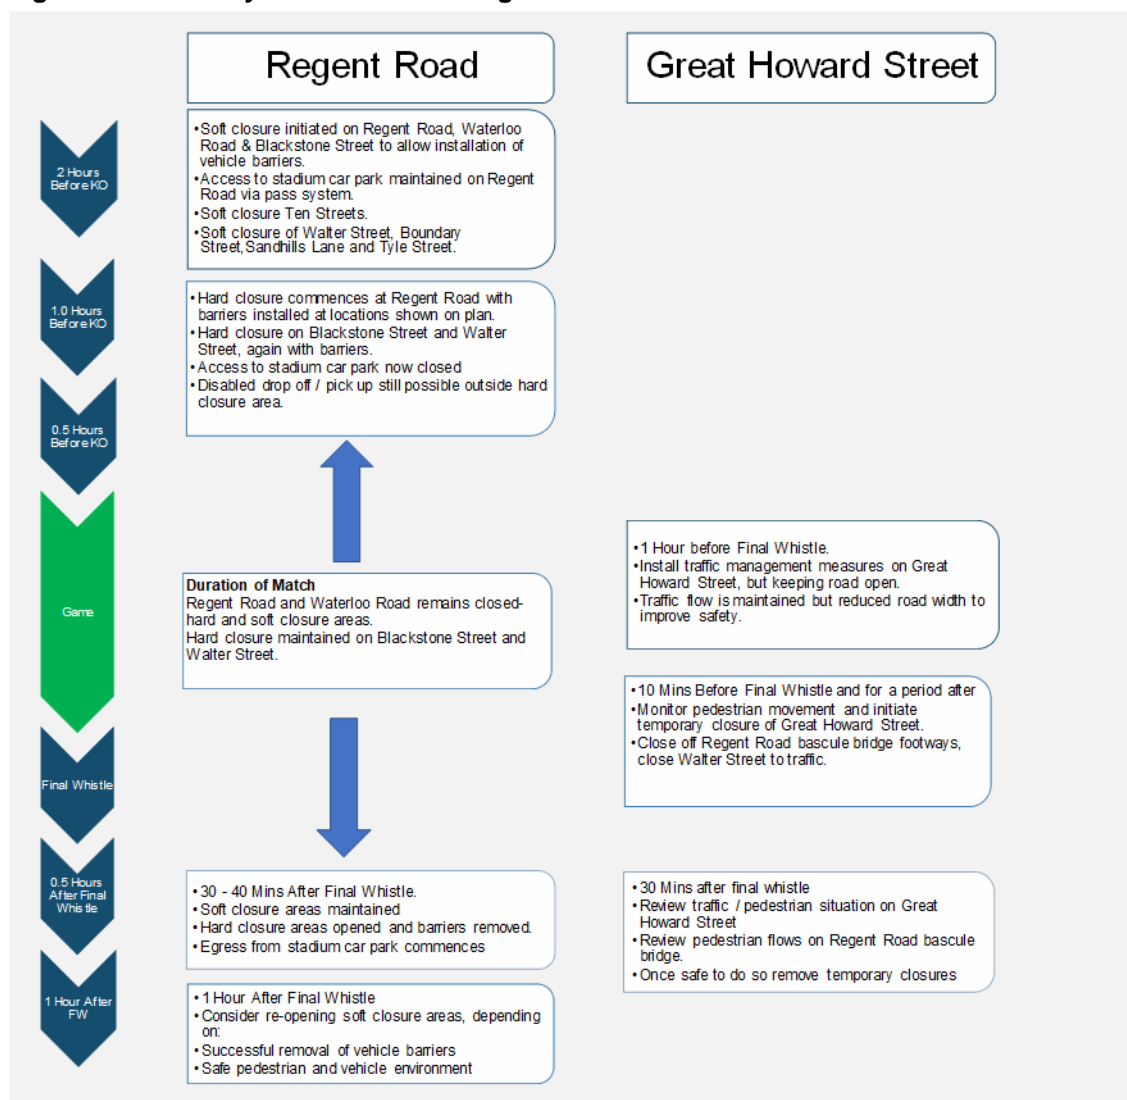 Regent Road
Great Howard Street
2 Hours
Before KO
•Soft closure initiated on Regent Road, Waterloo
Road & Blackstone Street to allow installation of
vehicle barriers.
•Access to stadium car park maintained on Regent
Road via pass system.
•Soft closure Ten Streets.
•Soft closure of Walter Street, Boundary
Street,Sandhills Lane and Tyle Street.
1.0 Hours
Before KO
•Hard closure commences at Regent Road with
barriers installed at locations shown on plan.
•Hard closure on Blackstone Street and Walter
Street, again with barriers.
•Access to stadium car park now closed
•Disabled drop off / pick up still possible outside hard
closure area.
0.5 Hours
Before KO
Game
Duration of Match
Regent Road and Waterloo Road remains closed-
hard and soft closure areas.
Hard closure maintained on Blackstone Street and
Walter Street.
•1 Hour before Final Whistle.
•Install traffic management measures on Great
Howard Street, but keeping road open.
•Traffic flow is maintained but reduced road width to
improve safety.
•10 Mins Before Final Whistle and for a period after
•Monitor pedestrian movement and initiate
temporary closure of Great Howard Street.
•Close off Regent Road bascule bridge footways,
close Walter Street to traffic.
Final Whistle
0.5 Hours
After Final
Whistle
•30 - 40 Mins After Final Whistle.
•Soft closure areas maintained
•Hard closure areas opened and barriers removed.
•Egress from stadium car park commences
•30 Mins after final whistle
•Review traffic / pedestrian situation on Great
Howard Street
•Review pedestrian flows on Regent Road bascule
bridge.
•Once safe to do so remove temporary closures
1 Hour After
FW
•1 Hour After Final Whistle
•Consider re-opening soft closure areas, depending
on:
•Successful removal of vehicle barriers
•Safe pedestrian and vehicle environment